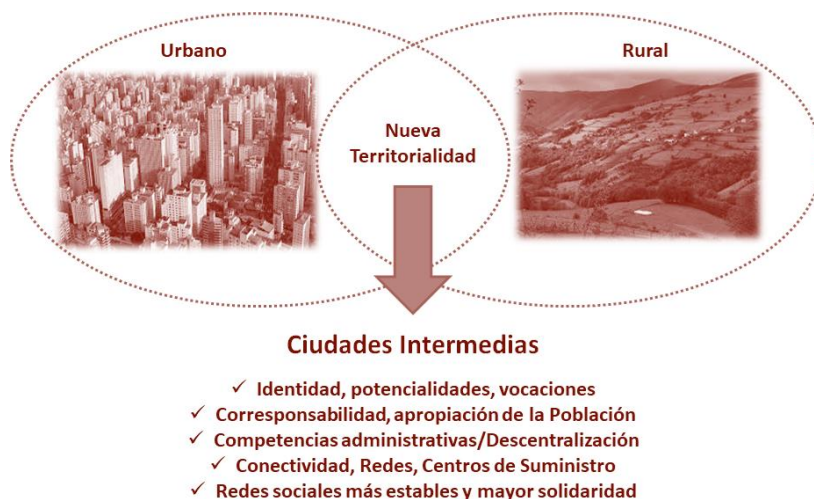 Urbano
Rural
Nueva
Territorialidad
Ciudades Intermedias
✓ Identidad, potencialidades, vocaciones
✓ Corresponsabilidad, apropiación de la Población
✓ Competencias administrativas/Descentralización
✓ Conectividad, Redes, Centros de Suministro
✓ Redes sociales más estables y mayor solidaridad